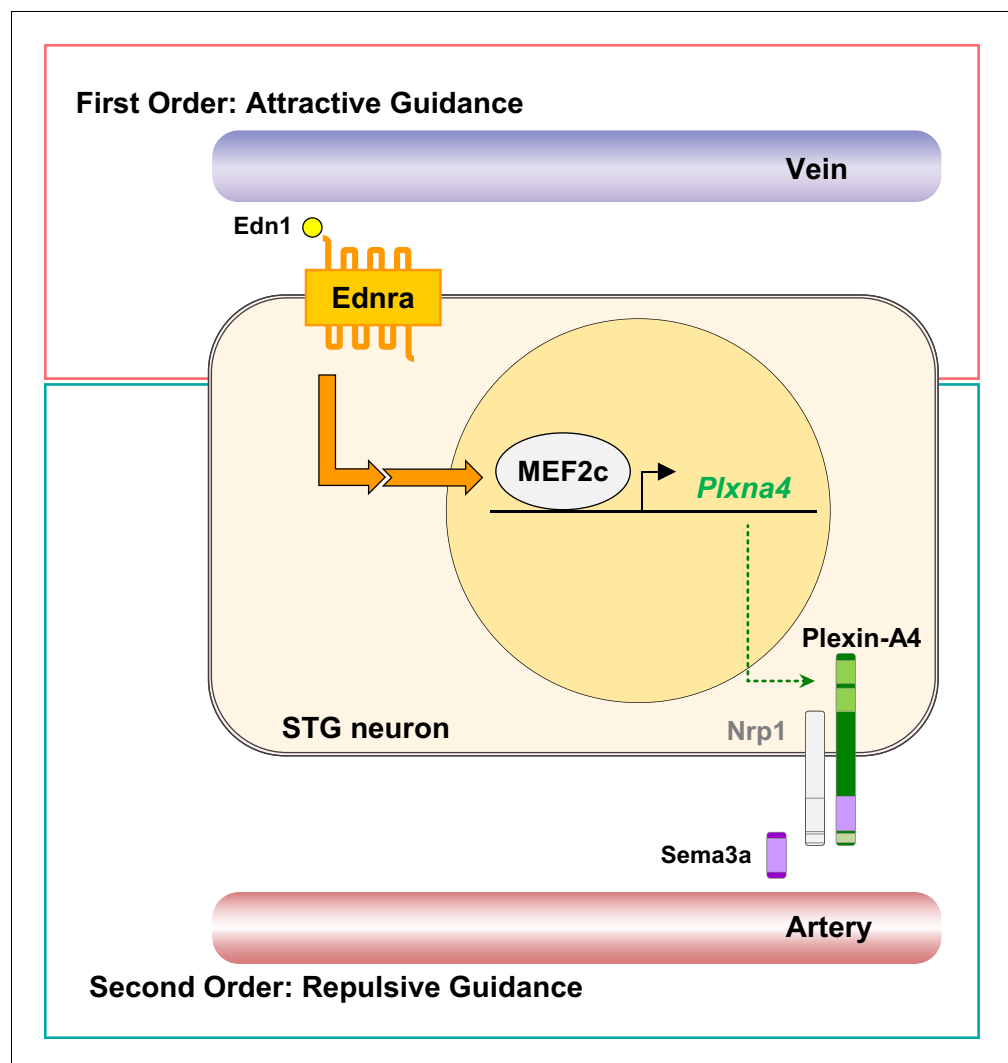 First Order: Attractive Guidance
Vein
Edn1
Ednra
MEF2c
Plxna4
Plexin-A4
STG neuron
Nrp1
Sema3a
Artery
Second Order: Repulsive Guidance